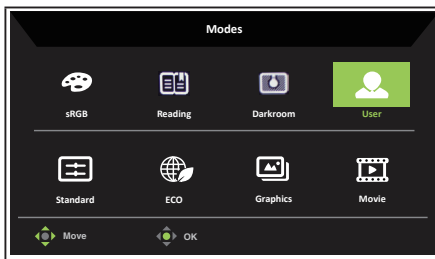 Modes
sRGB Reading Darkroom User
Standard ECO Graphics Movie
Move OK